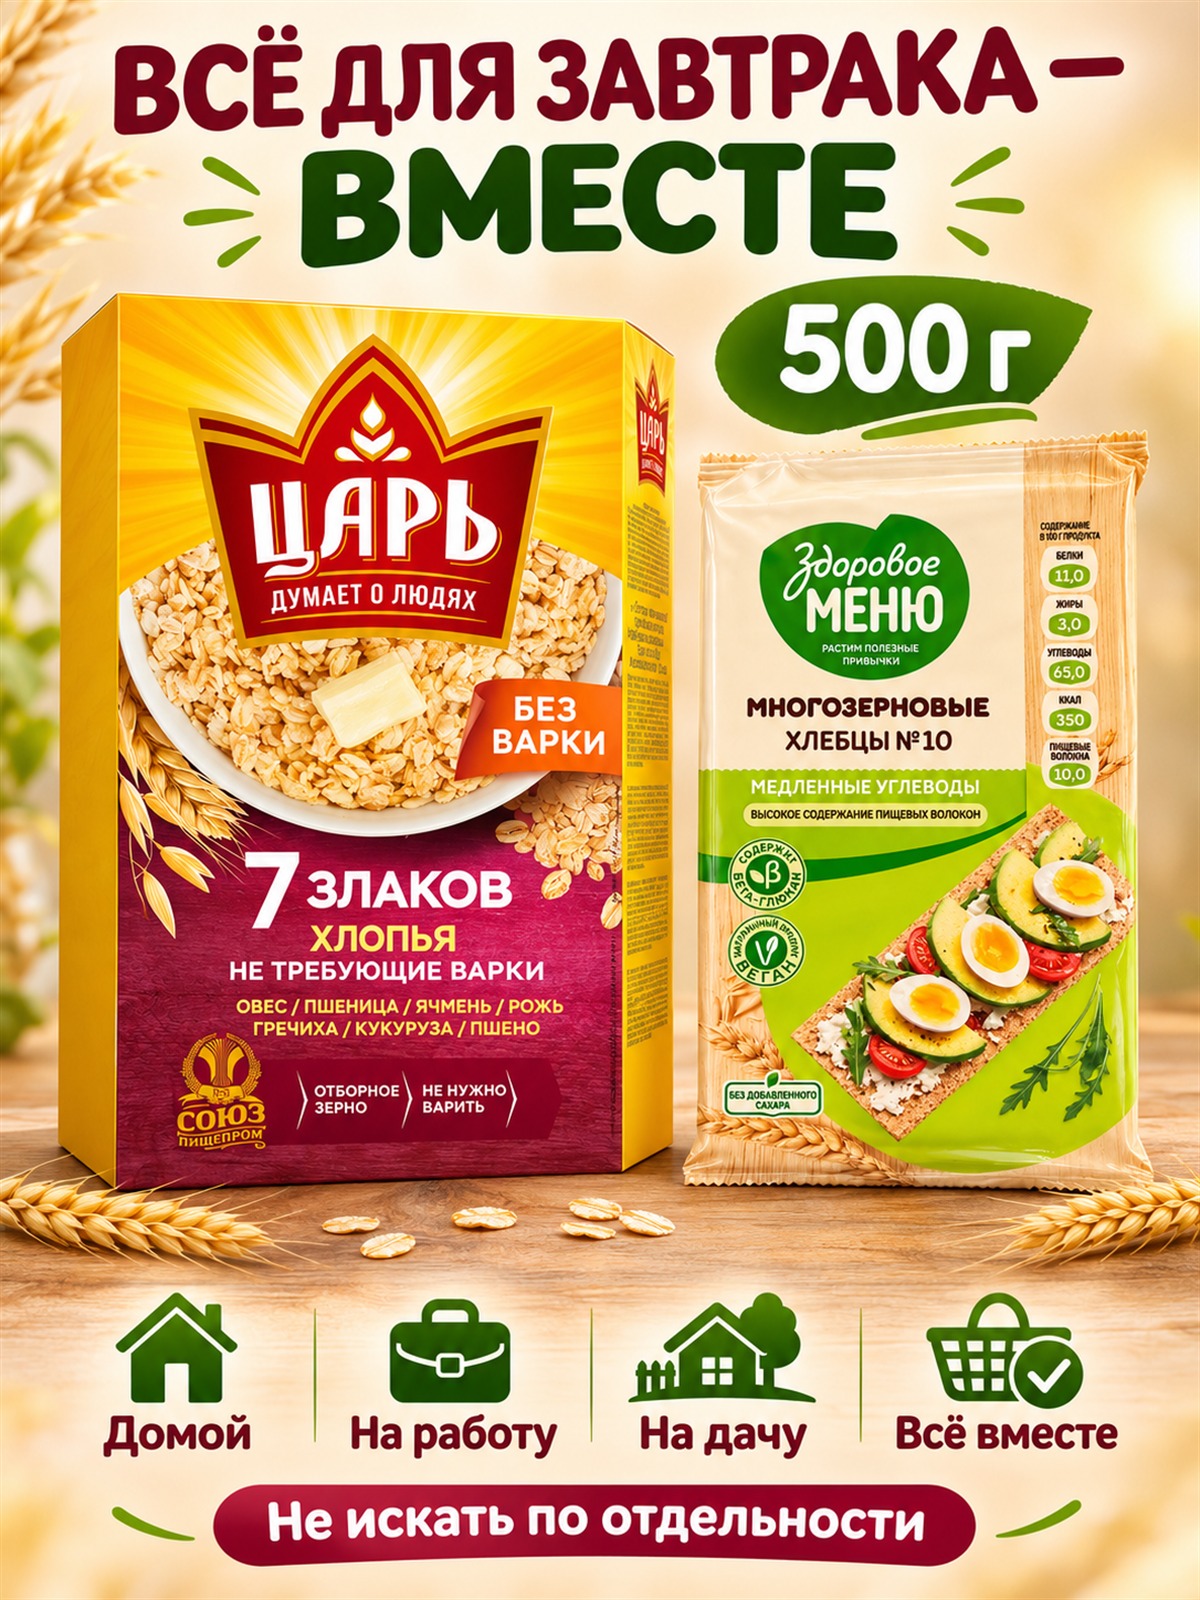 ВСЁ ДЛЯ ЗАВТРАКА –
ВМЕСТЕ
500 г
ЦАРЬ
ДУМАЕТ О ЛЮДЯХ
БЕЗ
ВАРКИ
7 ЗЛАКОВ
ХЛОПЬЯ
НЕ ТРЕБУЮЩИЕ ВАРКИ
ОВЕС / ПШЕНИЦА / ЯЧМЕНЬ / РОЖЬ
ГРЕЧИХА / КУКУРУЗА / ПШЕНО
СОЮЗ
ПИЩЕПРОМ
ОТБОРНОЕ
ЗЕРНО
НЕ НУЖНО
ВАРИТЬ
ЦАРЬ
Здоровое
МЕНЮ
РАСТИМ ПОЛЕЗНЫЕ
ПРИВЫЧКИ
МНОГОЗЕРНОВЫЕ
ХЛЕБЦЫ №10
МЕДЛЕННЫЕ УГЛЕВОДЫ
ВЫСОКОЕ СОДЕРЖАНИЕ ПИЩЕВЫХ ВОЛОКОН
СОДЕРЖАНИЕ
В 100 Г ПРОДУКТА
БЕЛКИ
11,0
ЖИРЫ
3,0
УГЛЕВОДЫ
65,0
ККАЛ
350
ПИЩЕВЫЕ
ВОЛОКНА
10,0
СОДЕРЖИТ
β
V
ВЕГАН
БЕЗ ДОБАВЛЕННОГО
САХАРА
Домой
На работу
На дачу
Всё вместе
Не искать по отдельности